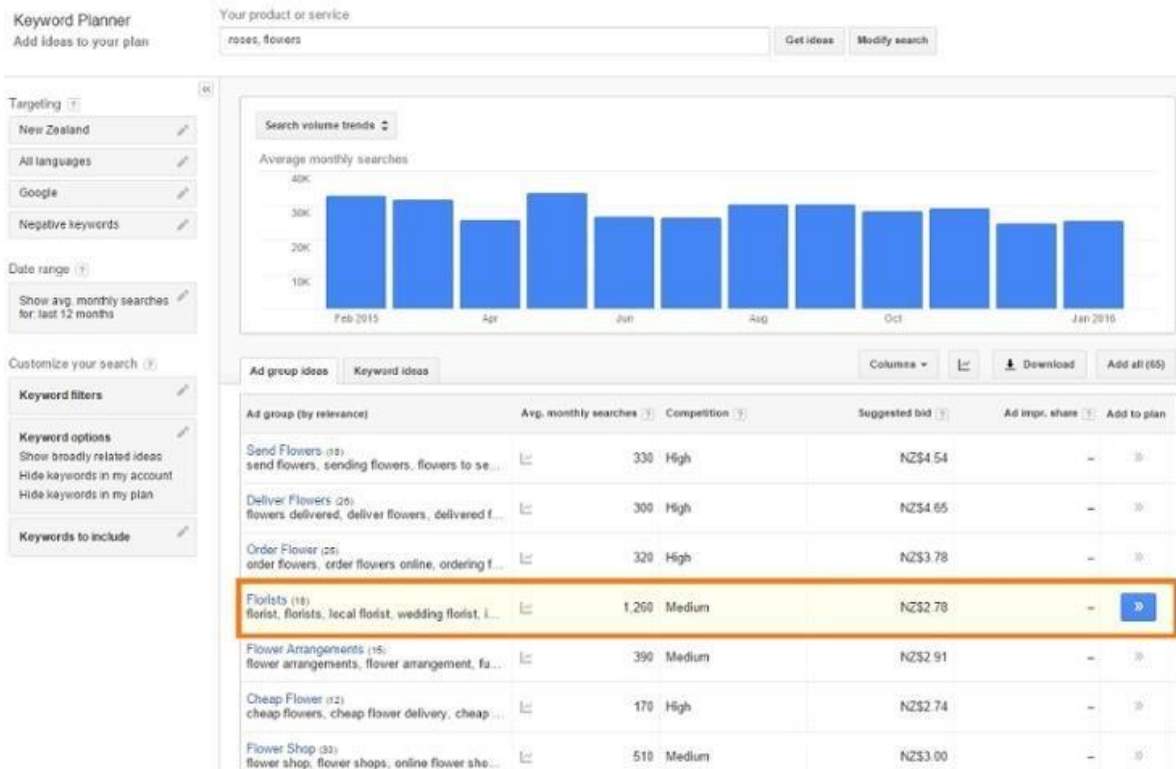 Keyword Planner
Add ideas to your plan
Your product or service
roses, flowers
Get ideas
Modify search
Targeting ?
New Zealand
All languages
Google
Negative keywords
Date range ?
Show avg. monthly searches
for: last 12 months
Customize your search ?
Keyword filters
Keyword options
Show broadly related ideas
Hide keywords in my account
Hide keywords in my plan
Keywords to include
Search volume trends
Average monthly searches
40K
30K
20K
10K
Feb 2015 Apr Jun Aug Oct Jan 2016
Ad group ideas Keyword ideas
Columns Download Add all (65)
Ad group (by relevance) Avg. monthly searches ? Competition ? Suggested bid ? Ad impr. share ? Add to plan
Send Flowers
send flowers, sending flowers, flowers to se... 330 High NZ$4.54 –
Deliver Flowers
flowers delivered, deliver flowers, delivered f... 300 High NZ$4.65 –
Order Flower (25)
order flowers, order flowers online, ordering f... 320 High NZ$3.78 –
Florists
florist, florists, local florist, wedding florist, i... 1,260 Medium NZ$2.78 – »
Flower Arrangements (15)
flower arrangements, flower arrangement, fu... 390 Medium NZ$2.91 –
Cheap Flower (12)
cheap flowers, cheap flower delivery, cheap ... 170 High NZ$2.74 –
Flower Shop
flower shop, flower shops, online flower sho... 510 Medium NZ$3.00 –